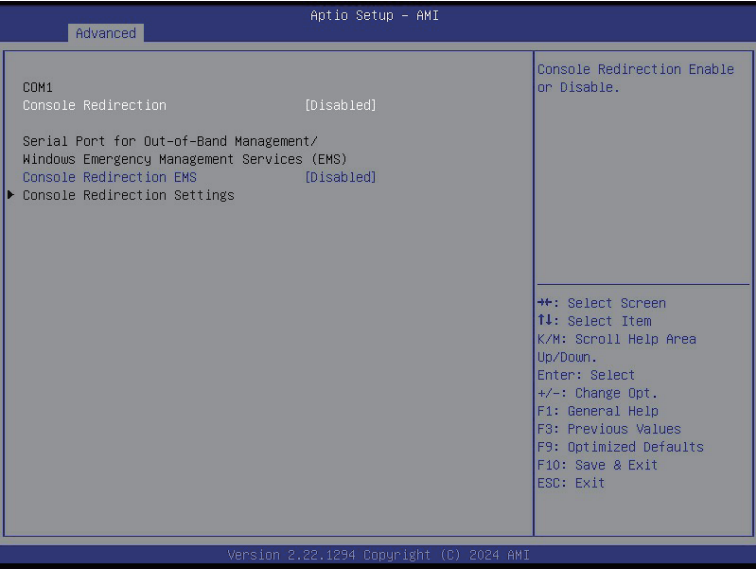 Aptio Setup – AMI
Advanced
COM1
Console Redirection [Disabled]
Serial Port for Out-of-Band Management/
Windows Emergency Management Services (EMS)
Console Redirection EMS [Disabled]
Console Redirection Settings
Console Redirection Enable
or Disable.
→←: Select Screen
↑↓: Select Item
K/M: Scroll Help Area
Up/Down.
Enter: Select
+/-: Change Opt.
F1: General Help
F3: Previous Values
F9: Optimized Defaults
F10: Save & Exit
ESC: Exit
Version 2.22.1294 Copyright (C) 2024 AMI